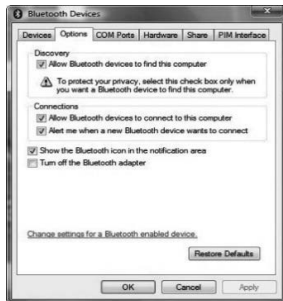 Bluetooth Devices
Devices Options COM Ports Hardware Share PIM Interface
Discovery
Allow Bluetooth devices to find this computer
To protect your privacy, select this check box only when
you want a Bluetooth device to find this computer.
Connections
Allow Bluetooth devices to connect to this computer
Alert me when a new Bluetooth device wants to connect
Show the Bluetooth icon in the notification area
Turn off the Bluetooth adapter
Change settings for a Bluetooth enabled device.
Restore Defaults
OK Cancel Apply